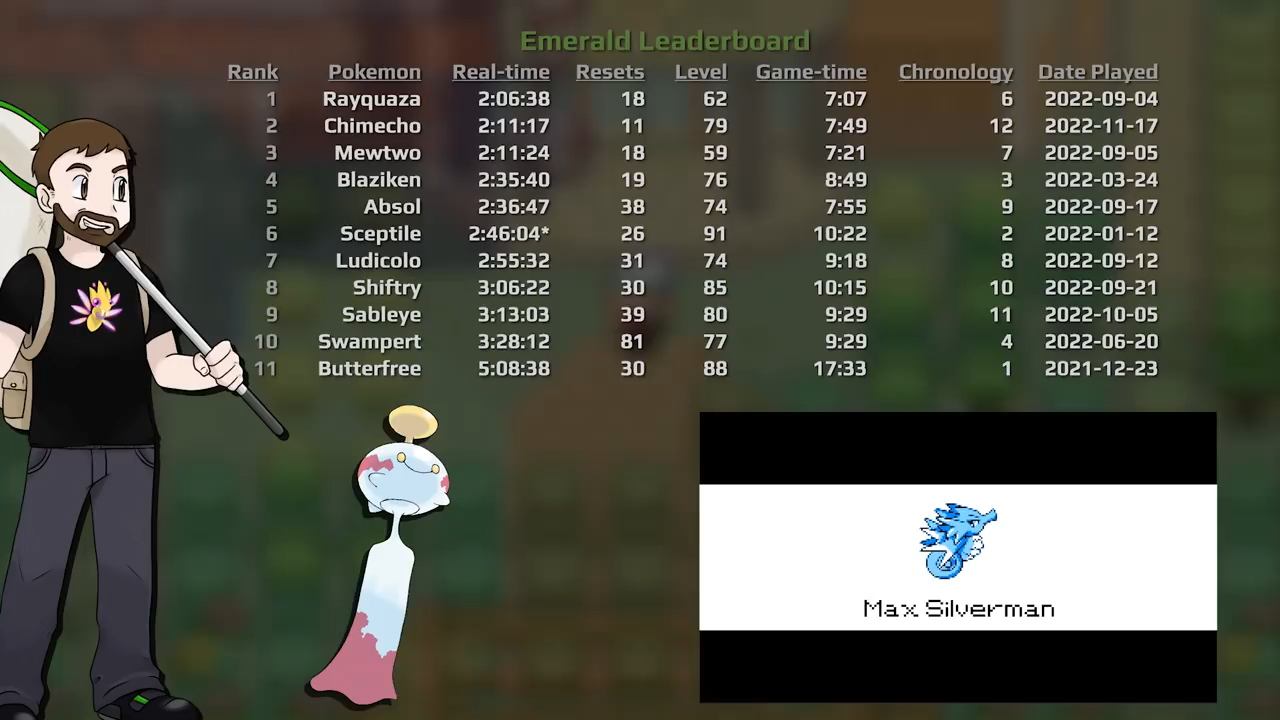 Emerald Leaderboard
Rank Pokemon Real-time Resets Level Game-time Chronology Date Played
1 Rayquaza 2:06:38 18 62 7:07 6 2022-09-04
2 Chimecho 2:11:17 11 79 7:49 12 2022-11-17
3 Mewtwo 2:11:24 18 59 7:21 7 2022-09-05
4 Blaziken 2:35:40 19 76 8:49 3 2022-03-24
5 Absol 2:36:47 38 74 7:55 9 2022-09-17
6 Sceptile 2:46:04* 26 91 10:22 2 2022-01-12
7 Ludicolo 2:55:32 31 74 9:18 8 2022-09-12
8 Shiftry 3:06:22 30 85 10:15 10 2022-09-21
9 Sableye 3:13:03 39 80 9:29 11 2022-10-05
10 Swampert 3:28:12 81 77 9:29 4 2022-06-20
11 Butterfree 5:08:38 30 88 17:33 1 2021-12-23
Max Silverman